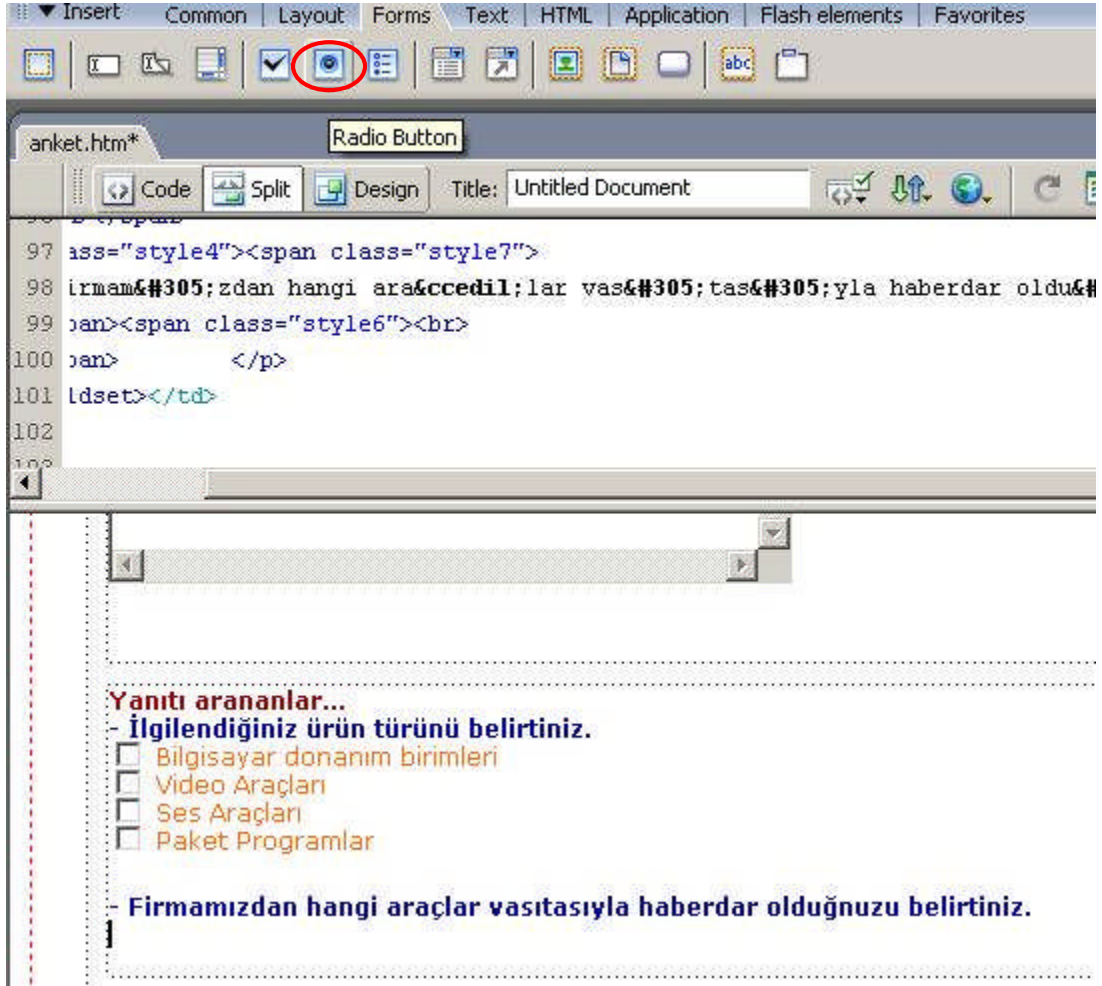 Insert Common Layout Forms Text HTML Application Flash elements Favorites
abc
Radio Button
anket.htm*
Code Split Design Title: Untitled Document
97 ass="style4"><span class="style7">
98 irmam&#305;zdan hangi ara&ccedil;lar vas&#305;tas&#305;yla haberdar oldu&#
99 pan><span class="style6"><br>
100 pan> </p>
101 ldset></td>
102
Yanıtı arananlar...
- İlgilendiğiniz ürün türünü belirtiniz.
Bilgisayar donanım birimleri
Video Araçları
Ses Araçları
Paket Programlar
- Firmamızdan hangi araçlar vasıtasıyla haberdar olduğnuzu belirtiniz.